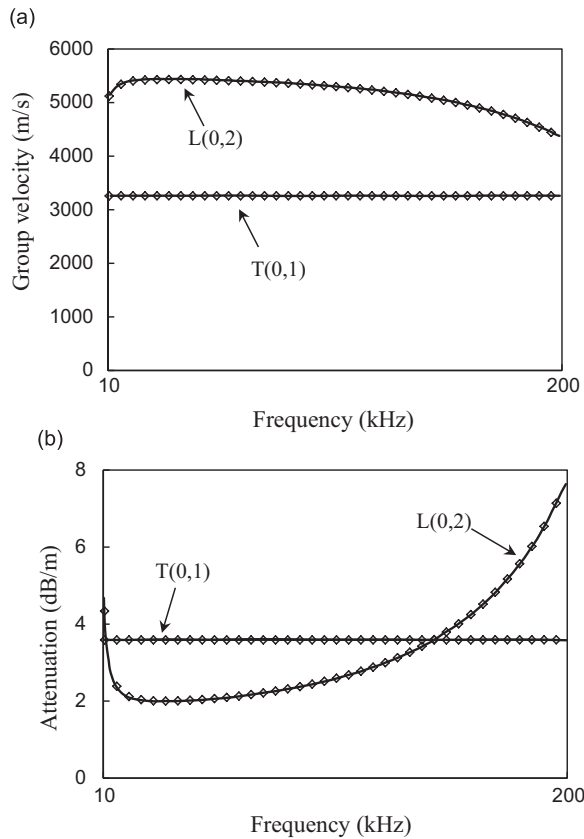 (a)
6000
5000
4000
3000
2000
1000
0
Group velocity (m/s)
L(0,2)
T(0,1)
10
200
Frequency (kHz)
(b)
8
6
4
2
0
Attenuation (dB/m)
L(0,2)
T(0,1)
10
200
Frequency (kHz)